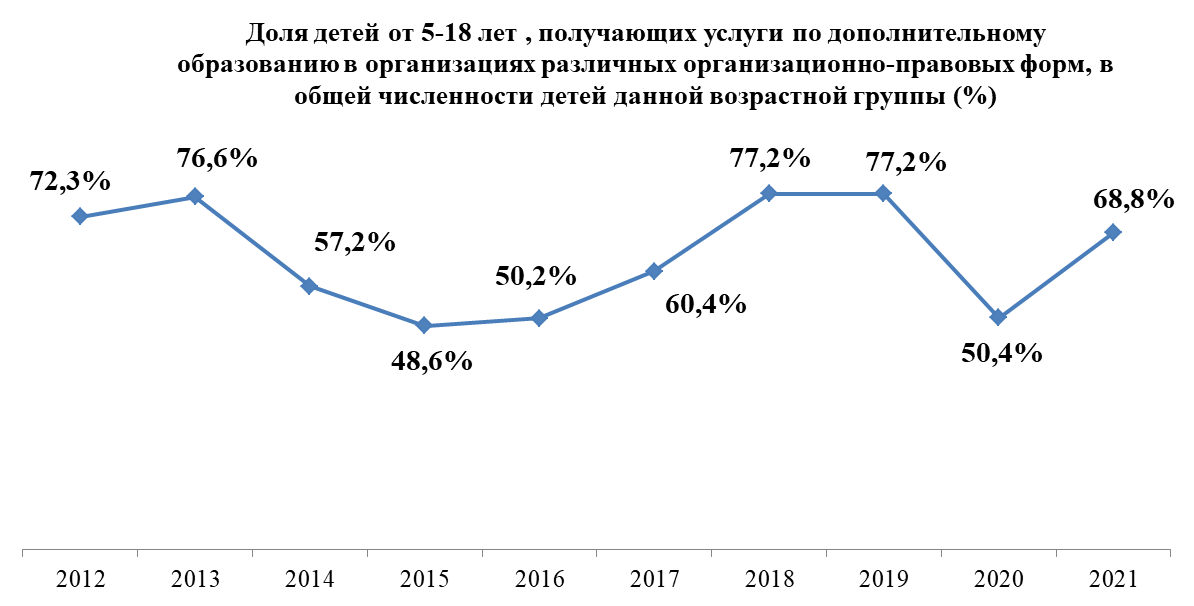 Доля детей от 5-18 лет , получающих услуги по дополнительному
образованию в организациях различных организационно-правовых форм, в
общей численности детей данной возрастной группы (%)
72,3%
76,6%
57,2%
48,6%
50,2%
60,4%
77,2%
77,2%
50,4%
68,8%
2012 2013 2014 2015 2016 2017 2018 2019 2020 2021